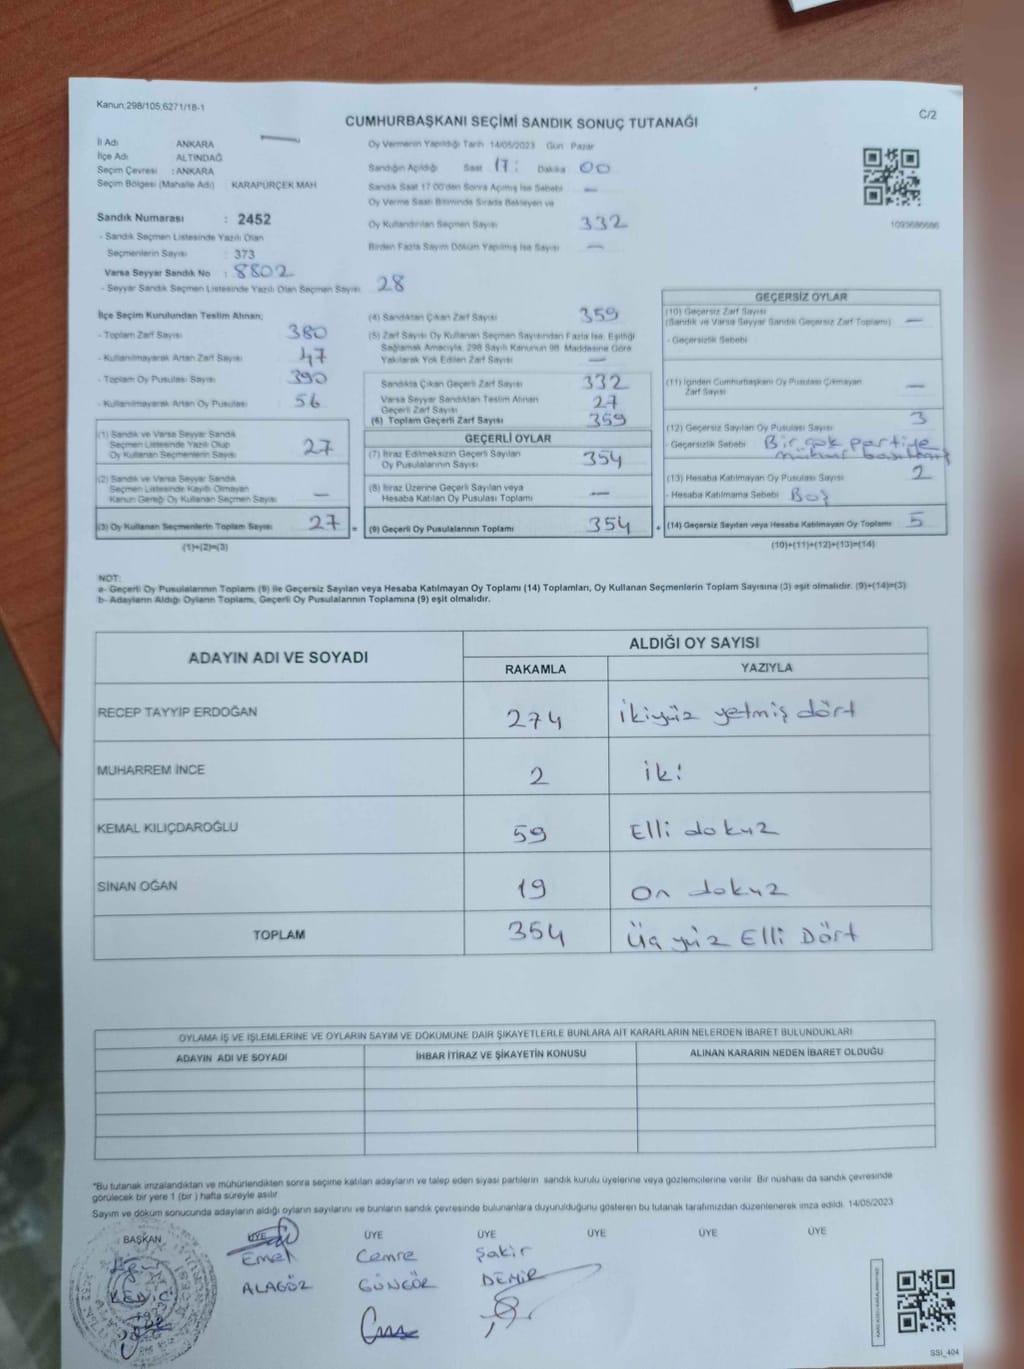 Kanun;298/105;6271/18-1
C/2
CUMHURBAŞKANI SEÇİMİ SANDIK SONUÇ TUTANAĞI
İl Adı ANKARA
İlçe Adı ALTINDAĞ
Seçim Çevresi : ANKARA
Seçim Bölgesi (Mahalle Adı) : KARAPÜRÇEK MAH
Sandık Numarası : 2452
- Sandık Seçmen Listesinde Yazılı Olan
Seçmenlerin Sayısı : 373
Varsa Seyyar Sandık No : 8802
- Seyyar Sandık Seçmen Listesinde Yazılı Olan Seçmen Sayısı 28
Oy Vermenin Yapıldığı Tarih 14/05/2023 Gün Pazar
Sandığın Açıldığı Saat 17: Dakika 00
Sandık Saat 17:00'den Sonra Açılmış İse Sebebi —
Oy Verme Saati Bitiminde Sırada Bekleyen ve
Oy Kullandırılan Seçmen Sayısı 332
Birden Fazla Sayım Döküm Yapılmış İse Sayısı —
1093686686
İlçe Seçim Kurulundan Teslim Alınan;
- Toplam Zarf Sayısı 380
- Kullanılmayarak Artan Zarf Sayısı 47
- Toplam Oy Pusulası Sayısı 390
- Kullanılmayarak Artan Oy Pusulası 56
(1) Sandık ve Varsa Seyyar Sandık
Seçmen Listesinde Yazılı Olup
Oy Kullanan Seçmenlerin Sayısı 27
(2) Sandık ve Varsa Seyyar Sandık
Seçmen Listesinde Kayıtlı Olmayan
Kanun Gereği Oy Kullanan Seçmen Sayısı —
(3) Oy Kullanan Seçmenlerin Toplam Sayısı 27 =
(1)+(2)=(3)
(4) Sandıktan Çıkan Zarf Sayısı 359
(5) Zarf Sayısı Oy Kullanan Seçmen Sayısından Fazla İse, Eşitliği
Sağlamak Amacıyla, 298 Sayılı Kanunun 98. Maddesine Göre
Yakılarak Yok Edilen Zarf Sayısı —
Sandıkta Çıkan Geçerli Zarf Sayısı 332
Varsa Seyyar Sandıktan Teslim Alınan
Geçerli Zarf Sayısı 27
(6) Toplam Geçerli Zarf Sayısı 359
GEÇERLİ OYLAR
(7) İtiraz Edilmeksizin Geçerli Sayılan
Oy Pusulalarının Sayısı 354
(8) İtiraz Üzerine Geçerli Sayılan veya
Hesaba Katılan Oy Pusulası Toplamı —
(9) Geçerli Oy Pusulalarının Toplamı 354 +
GEÇERSİZ OYLAR
(10) Geçersiz Zarf Sayısı
(Sandık ve Varsa Seyyar Sandık Geçersiz Zarf Toplamı) —
- Geçersizlik Sebebi
(11) İçinden Cumhurbaşkanı Oy Pusulası Çıkmayan
Zarf Sayısı —
(12) Geçersiz Sayılan Oy Pusulası Sayısı 3
- Geçersizlik Sebebi Bir çok partiye
mühür
(13) Hesaba Katılmayan Oy Pusulası Sayısı 2
- Hesaba Katılmama Sebebi Boş
(14) Geçersiz Sayılan veya Hesaba Katılmayan Oy Toplamı 5
(10)+(11)+(12)+(13)=(14)
NOT:
a- Geçerli Oy Pusulalarının Toplamı (9) ile Geçersiz Sayılan veya Hesaba Katılmayan Oy Toplamı (14) Toplamları, Oy Kullanan Seçmenlerin Toplam Sayısına (3) eşit olmalıdır. (9)+(14)=(3)
b- Adayların Aldığı Oyların Toplamı, Geçerli Oy Pusulalarının Toplamına (9) eşit olmalıdır.
ADAYIN ADI VE SOYADI
ALDIĞI OY SAYISI
RAKAMLA YAZIYLA
RECEP TAYYİP ERDOĞAN 274 ikiyüz yetmiş dört
MUHARREM İNCE 2 iki
KEMAL KILIÇDAROĞLU 59 Elli dokuz
SİNAN OĞAN 19 On dokuz
TOPLAM 354 Üç yüz Elli Dört
OYLAMA İŞ VE İŞLEMLERİNE VE OYLARIN SAYIM VE DÖKÜMÜNE DAİR ŞİKAYETLERLE BUNLARA AİT KARARLARIN NELERDEN İBARET BULUNDUKLARI
ADAYIN ADI VE SOYADI İHBAR İTİRAZ VE ŞİKAYETİN KONUSU ALINAN KARARIN NEDEN İBARET OLDUĞU
*Bu tutanak imzalandıktan ve mühürlendikten sonra seçime katılan adayların ve talep eden siyasi partilerin sandık kurulu üyelerine veya gözlemcilerine verilir. Bir nüshası da sandık çevresinde
görülecek bir yere 1 (bir) hafta süreyle asılır.
Sayım ve döküm sonucunda adayların aldığı oyların sayılarını ve bunların sandık çevresinde bulunanlara duyurulduğunu gösteren bu tutanak tarafımızdan düzenlenerek imza edildi. 14/05/2023
BAŞKAN ÜYE ÜYE ÜYE ÜYE ÜYE ÜYE
Emel Cemre Şakir
ALAGÖZ GÜNGÖR DEMİR
SSI_404